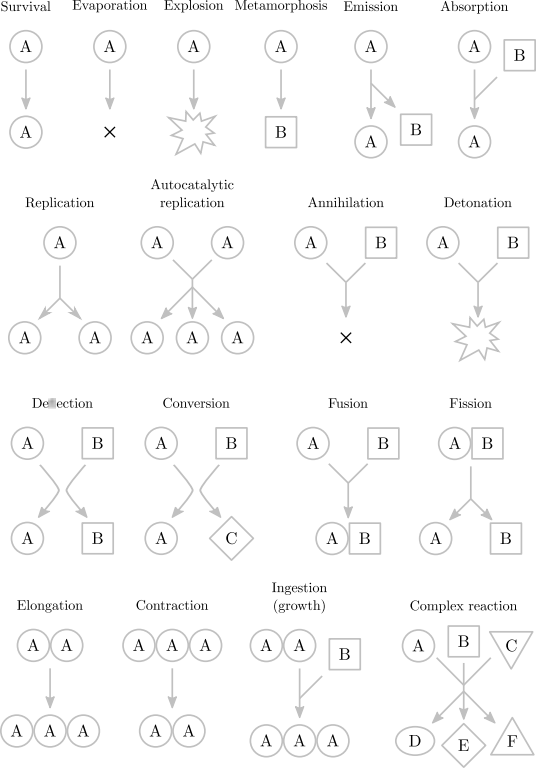 Survival Evaporation Explosion Metamorphosis Emission Absorption
A A A A A A B
A × B A B A
Autocatalytic
Replication replication Annihilation Detonation
A A A A B A B
A A A A A ×
Conversion Fusion Fission
A B A B A B A B
A B A C A B A B
Ingestion
Elongation Contraction (growth) Complex reaction
A A A A A A A B A B C
A A A A A A A A D E F